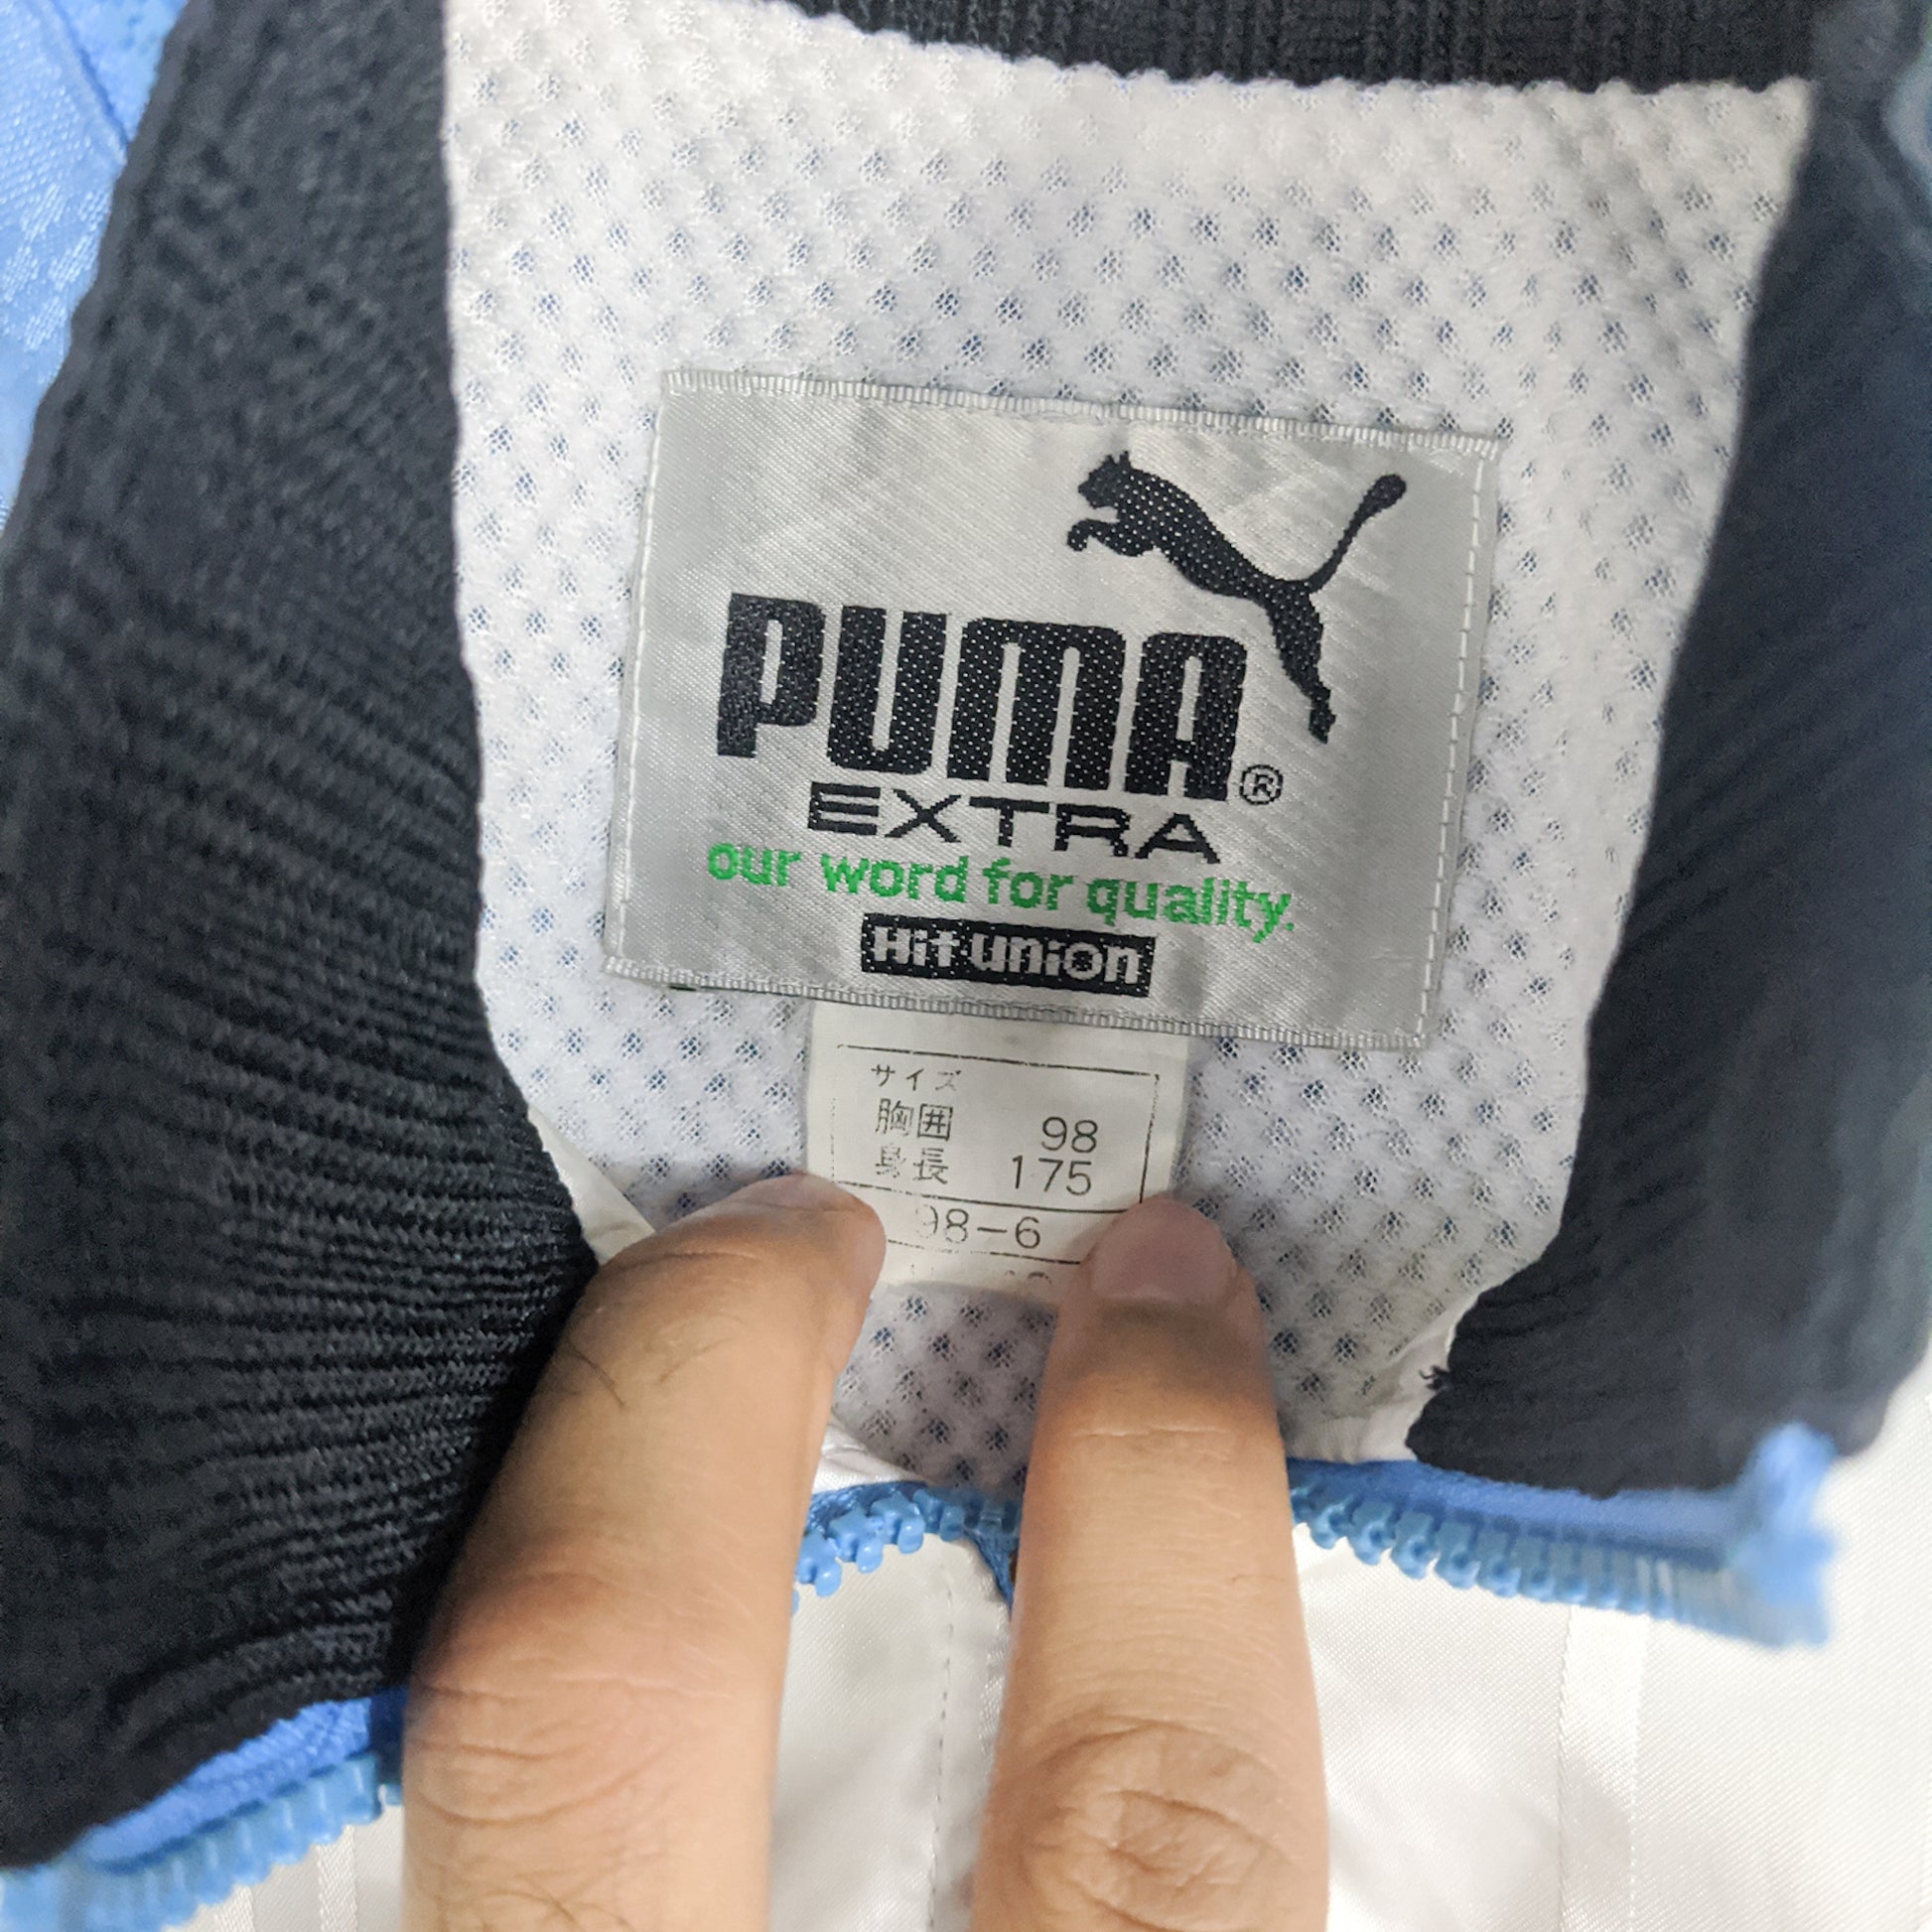 PUMA®
EXTRA
our word for quality.
Hit union
サイズ
胸囲 98
身長 175
98-6